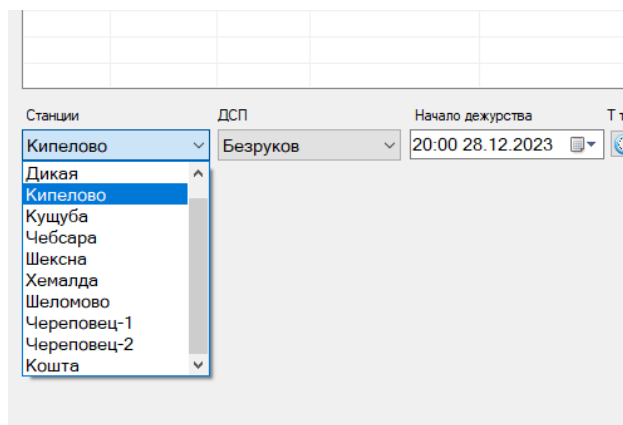 Станции ДСП Начало дежурства Т т
Кипелово Безруков 20:00 28.12.2023
Дикая
Кипелово
Кущуба
Чебсара
Шексна
Хемалда
Шеломово
Череповец-1
Череповец-2
Кошта